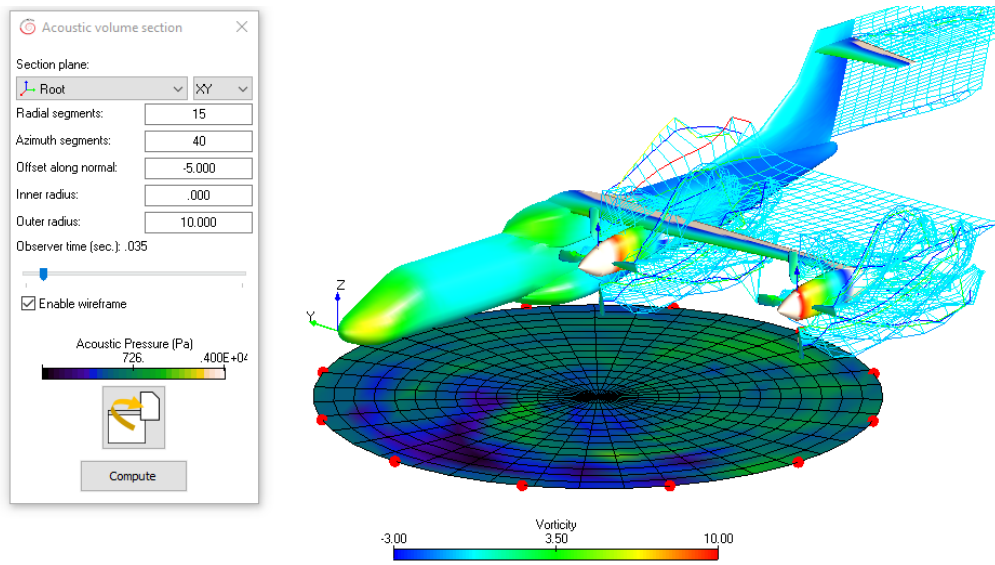 Acoustic volume section
Section plane:
Root XY
Radial segments: 15
Azimuth segments: 40
Offset along normal: -5.000
Inner radius: .000
Outer radius: 10.000
Observer time (sec.): .035
Enable wireframe
Acoustic Pressure (Pa)
726. .400E+04
Compute
Z
Y
Vorticity
-3.00 3.50 10.00